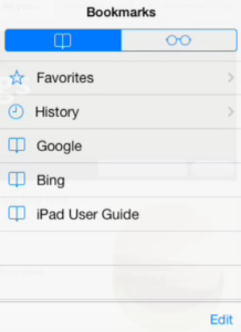 Bookmarks
Favorites
History
Google
Bing
iPad User Guide
Edit